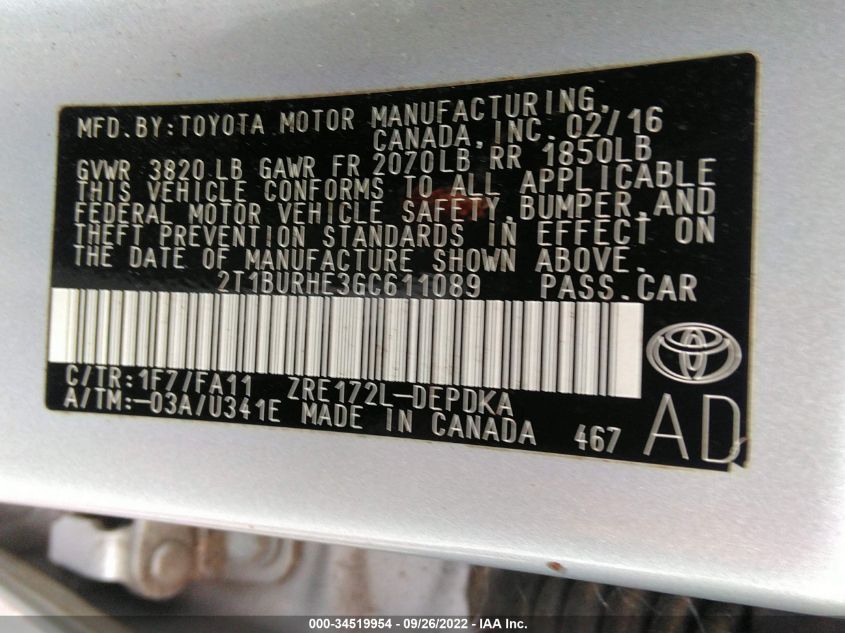 MFD. BY: TOYOTA MOTOR MANUFACTURING,
CANADA, INC. 02/16
GVWR 3820 LB GAWR FR 2070LB RR 1850LB
THIS VEHICLE CONFORMS TO ALL APPLICABLE
FEDERAL MOTOR VEHICLE SAFETY, BUMPER, AND
THEFT PREVENTION STANDARDS IN EFFECT ON
THE DATE OF MANUFACTURE SHOWN ABOVE.
2T1BURHE3GC611089 PASS. CAR
C/TR: 1F7/FA11 ZRE172L-DEPDKA
A/TM:-03A/U341E MADE IN CANADA 467 AD
000-34519954 - 09/26/2022 - IAAI Inc.